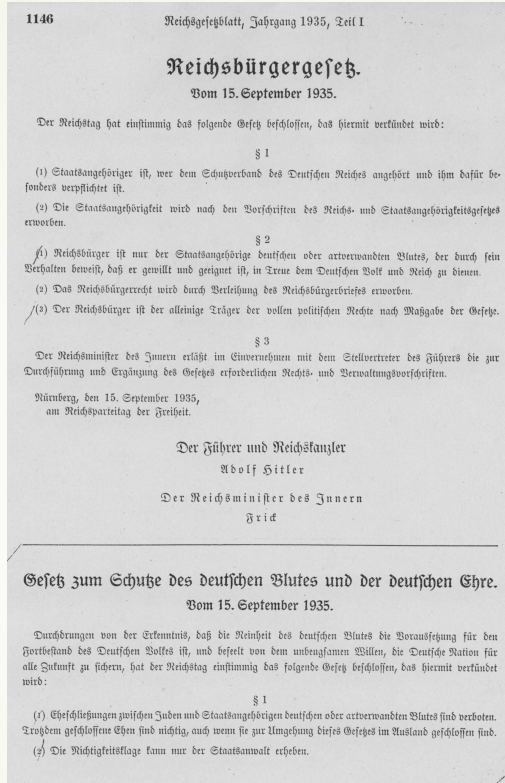 1146
Reichsgesetzblatt, Jahrgang 1935, Teil I
Reichsbürgergesetz.
Vom 15. September 1935.
Der Reichstag hat einstimmig das folgende Gesetz beschlossen, das hiermit verkündet wird:
§ 1
(1) Staatsangehöriger ist, wer dem Schutzverband des Deutschen Reiches angehört und ihm dafür be-
sonders verpflichtet ist.
(2) Die Staatsangehörigkeit wird nach den Vorschriften des Reichs- und Staatsangehörigkeitsgesetzes
erworben.
§ 2
(1) Reichsbürger ist nur der Staatsangehörige deutschen oder artverwandten Blutes, der durch sein
Verhalten beweist, daß er gewillt und geeignet ist, in Treue dem Deutschen Volk und Reich zu dienen.
(2) Das Reichsbürgerrecht wird durch Verleihung des Reichsbürgerbriefes erworben.
(3) Der Reichsbürger ist der alleinige Träger der vollen politischen Rechte nach Maßgabe der Gesetze.
§ 3
Der Reichsminister des Innern erläßt im Einvernehmen mit dem Stellvertreter des Führers die zur
Durchführung und Ergänzung des Gesetzes erforderlichen Rechts- und Verwaltungsvorschriften.
Nürnberg, den 15. September 1935,
am Reichsparteitag der Freiheit.
Der Führer und Reichskanzler
Adolf Hitler
Der Reichsminister des Innern
Frick
Gesetz zum Schutze des deutschen Blutes und der deutschen Ehre.
Vom 15. September 1935.
Durchdrungen von der Erkenntnis, daß die Reinheit des deutschen Blutes die Voraussetzung für den
Fortbestand des Deutschen Volkes ist, und beseelt von dem unbeugsamen Willen, die Deutsche Nation für
alle Zukunft zu sichern, hat der Reichstag einstimmig das folgende Gesetz beschlossen, das hiermit verkündet
wird:
§ 1
(1) Eheschließungen zwischen Juden und Staatsangehörigen deutschen oder artverwandten Blutes sind verboten.
Trotzdem geschlossene Ehen sind nichtig, auch wenn sie zur Umgehung dieses Gesetzes im Ausland geschlossen sind.
(2) Die Nichtigkeitsklage kann nur der Staatsanwalt erheben.